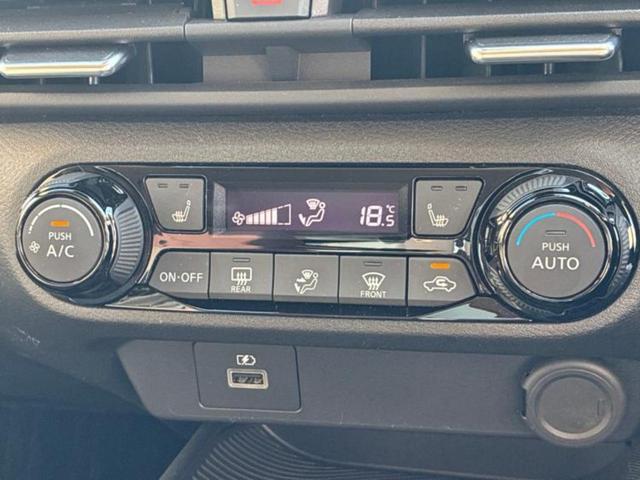 18.5°C
PUSH
A/C
PUSH
AUTO
ON·OFF
REAR
FRONT